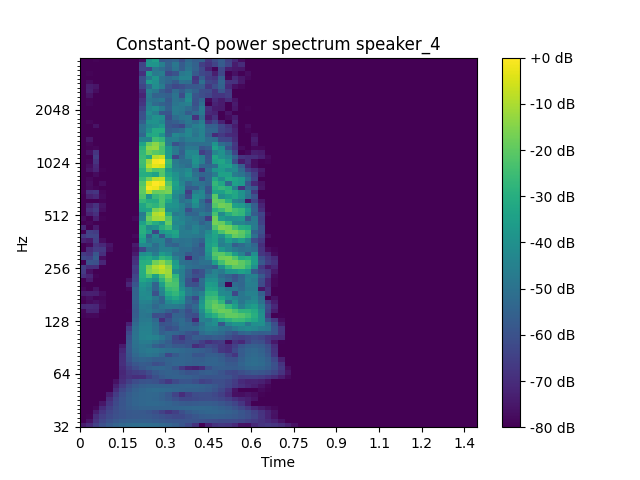 Constant-Q power spectrum speaker_4
Hz
2048
1024
512
256
128
64
32
0 0.15 0.3 0.45 0.6 0.75 0.9 1.1 1.2 1.4
Time
+0 dB
-10 dB
-20 dB
-30 dB
-40 dB
-50 dB
-60 dB
-70 dB
-80 dB